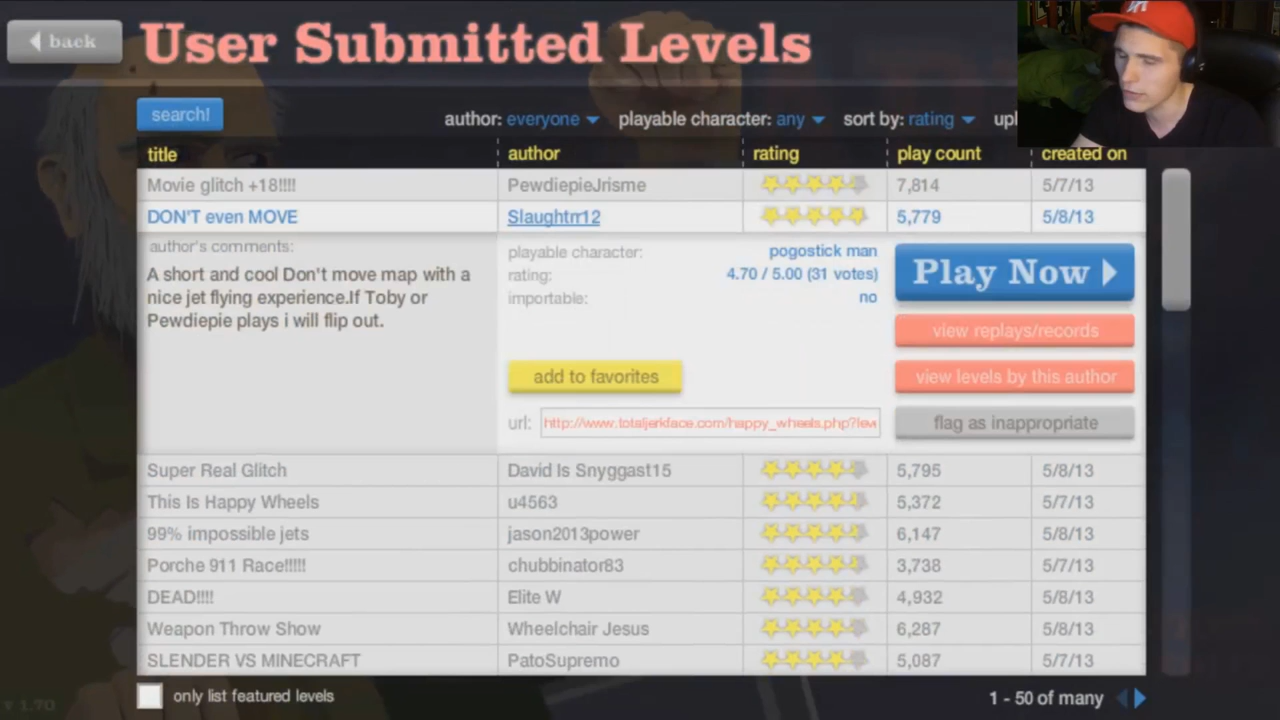 back
User Submitted Levels
search!
author: everyone playable character: any sort by: rating upl
title author rating play count created on
Movie glitch +18!!!! PewdiepieJrisme 7,814 5/7/13
DON'T even MOVE Slaughtrr12 5,779 5/8/13
author's comments:
A short and cool Don't move map with a
nice jet flying experience.If Toby or
Pewdiepie plays i will flip out.
playable character: pogostick man
rating: 4.70 / 5.00 (31 votes)
importable: no
add to favorites
url: http://www.totaljerkface.com/happy_wheels.php?leve
Play Now
view replays/records
view levels by this author
flag as inappropriate
Super Real Glitch David Is Snyggast15 5,795 5/8/13
This Is Happy Wheels u4563 5,372 5/7/13
99% impossible jets jason2013power 6,147 5/8/13
Porche 911 Race!!!!! chubbinator83 3,738 5/7/13
DEAD!!!! Elite W 4,932 5/8/13
Weapon Throw Show Wheelchair Jesus 6,287 5/8/13
SLENDER VS MINECRAFT PatoSupremo 5,087 5/7/13
only list featured levels
1 - 50 of many
v 1.70